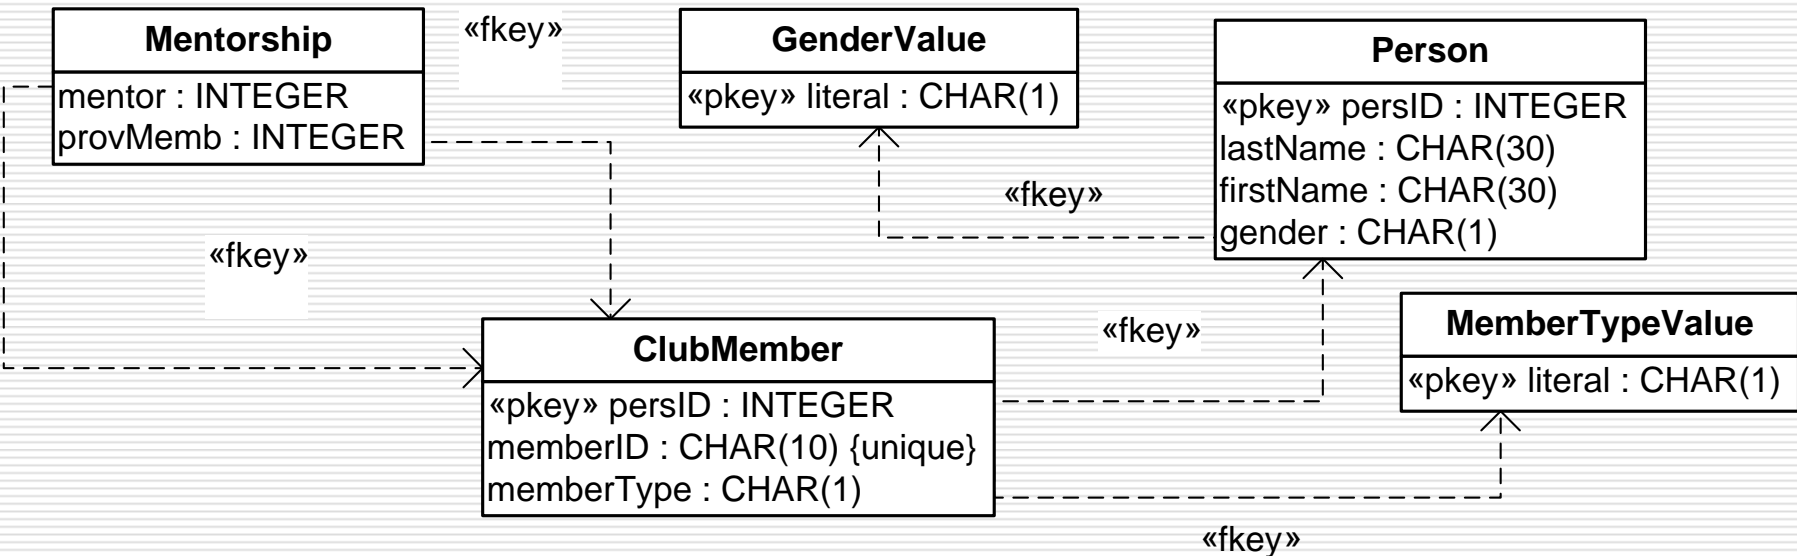 Mentorship
mentor : INTEGER
provMemb : INTEGER
«fkey»
GenderValue
«pkey» literal : CHAR(1)
Person
«pkey» persID : INTEGER
lastName : CHAR(30)
firstName : CHAR(30)
gender : CHAR(1)
«fkey»
«fkey»
ClubMember
«pkey» persID : INTEGER
memberID : CHAR(10) {unique}
memberType : CHAR(1)
«fkey»
MemberTypeValue
«pkey» literal : CHAR(1)
«fkey»